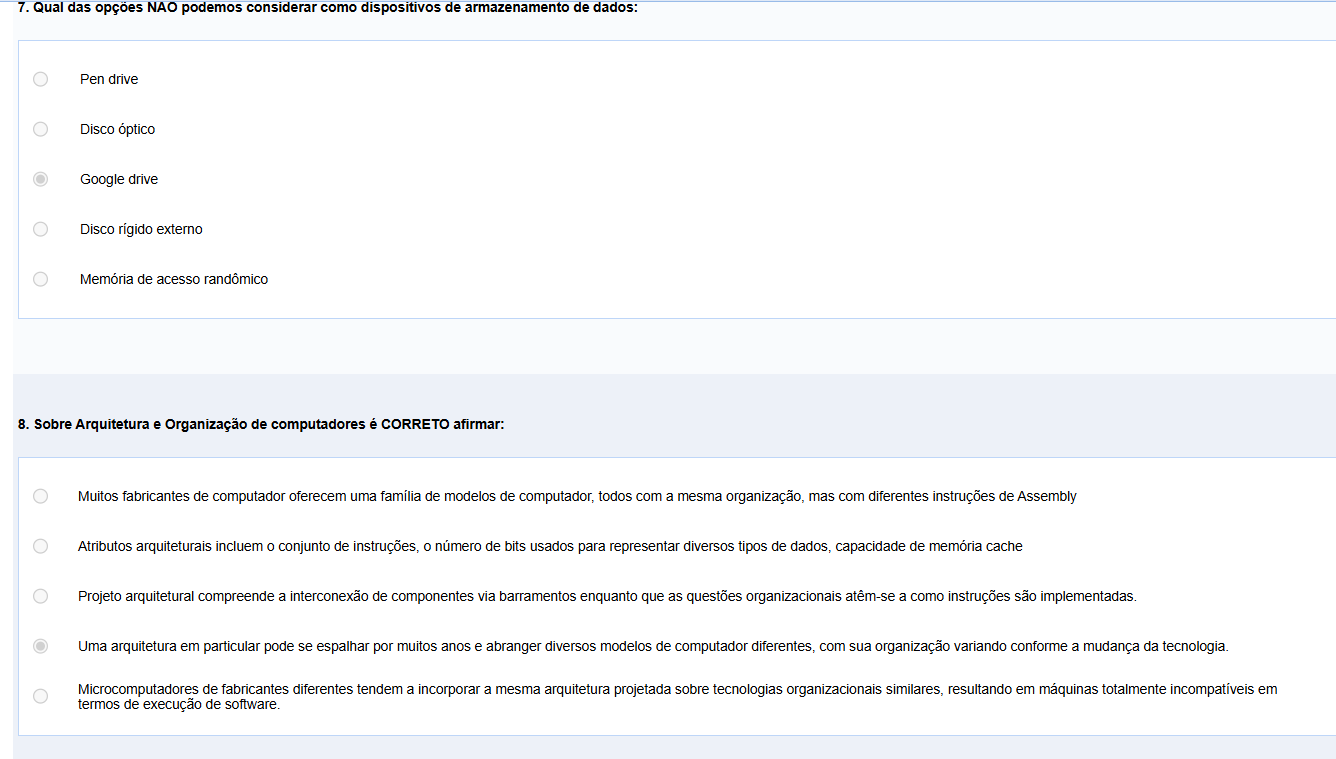 7. Qual das opções NÃO podemos considerar como dispositivos de armazenamento de dados:
Pen drive
Disco óptico
Google drive
Disco rígido externo
Memória de acesso randômico
8. Sobre Arquitetura e Organização de computadores é CORRETO afirmar:
Muitos fabricantes de computador oferecem uma família de modelos de computador, todos com a mesma organização, mas com diferentes instruções de Assembly
Atributos arquiteturais incluem o conjunto de instruções, o número de bits usados para representar diversos tipos de dados, capacidade de memória cache
Projeto arquitetural compreende a interconexão de componentes via barramentos enquanto que as questões organizacionais atêm-se a como instruções são implementadas.
Uma arquitetura em particular pode se espalhar por muitos anos e abranger diversos modelos de computador diferentes, com sua organização variando conforme a mudança da tecnologia.
Microcomputadores de fabricantes diferentes tendem a incorporar a mesma arquitetura projetada sobre tecnologias organizacionais similares, resultando em máquinas totalmente incompatíveis em
termos de execução de software.